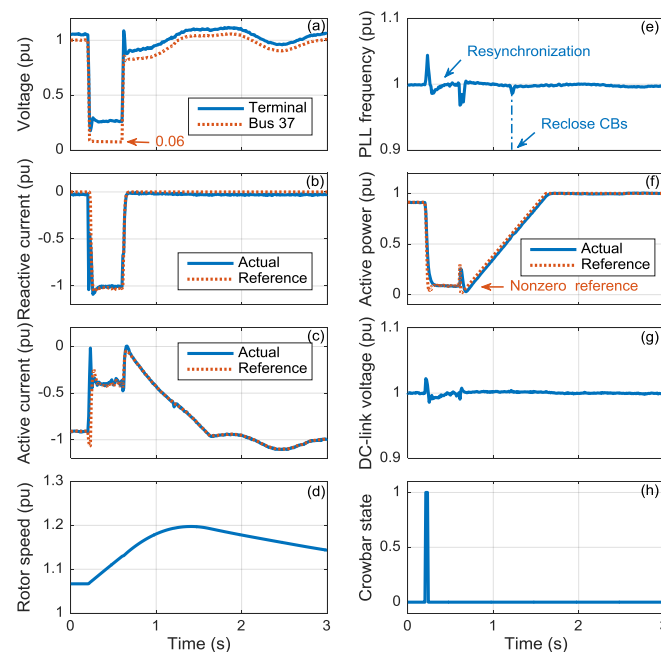 (a)
1
0.5
0
Voltage (pu)
Terminal
Bus 37
0.06
(b)
0
-0.5
-1
Reactive current (pu)
Actual
Reference
(c)
0
-0.5
-1
Active current (pu)
Actual
Reference
(d)
1.3
1.2
1.1
1
Rotor speed (pu)
0
1
2
3
Time (s)
(e)
1.1
1
0.9
PLL frequency (pu)
Resynchronization
Reclose CBs
(f)
1
0.5
0
Active power (pu)
Actual
Reference
Nonzero reference
(g)
1.1
1
0.9
DC-link voltage (pu)
(h)
1
0.5
0
Crowbar state
0
1
2
3
Time (s)